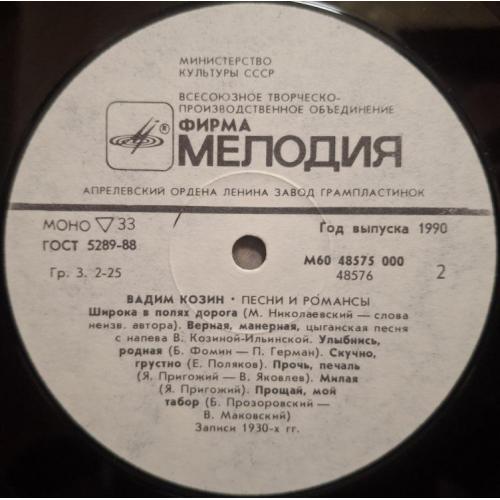 МИНИСТЕРСТВО
КУЛЬТУРЫ СССР
ВСЕСОЮЗНОЕ ТВОРЧЕСКО-
ПРОИЗВОДСТВЕННОЕ ОБЪЕДИНЕНИЕ
® ФИРМА
МЕЛОДИЯ
АПРЕЛЕВСКИЙ ОРДЕНА ЛЕНИНА ЗАВОД ГРАМПЛАСТИНОК
МОНО ▽ 33
Год выпуска 1990
ГОСТ 5289-88
М60 48575 000
Гр. 3. 2-25
48576
2
ВАДИМ КОЗИН • ПЕСНИ И РОМАНСЫ
Широка в полях дорога (М. Николаевский — слова
неизв. автора). Верная, манерная, цыганская песня
с напева В. Козиной-Ильинской. Улыбнись,
родная (Б. Фомин — П. Герман). Скучно,
грустно (Е. Поляков). Прочь, печаль
(Я. Пригожий — В. Яковлев). Милая
(Я. Пригожий). Прощай, мой
табор (Б. Прозоровский —
В. Маковский)
Записи 1930-х гг.